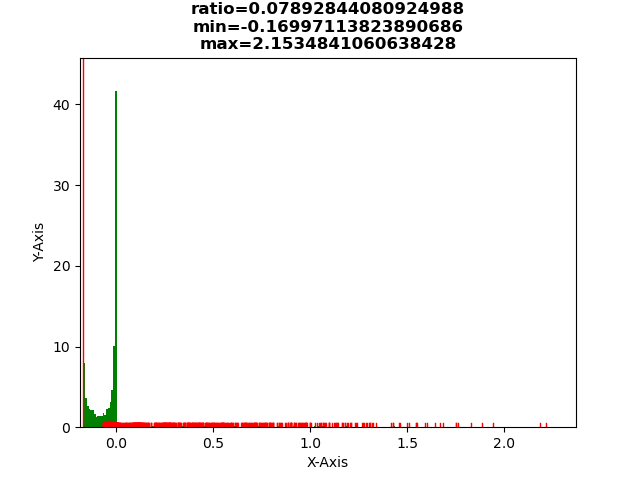 ratio=0.07892844080924988
min=-0.16997113823890686
max=2.1534841060638428
40
30
20
10
0
Y-Axis
0.0 0.5 1.0 1.5 2.0
X-Axis